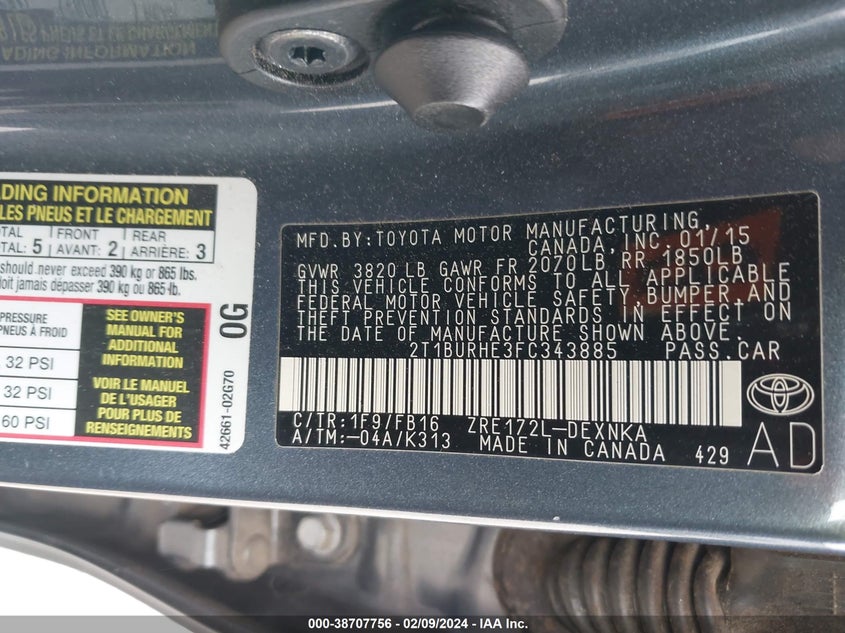 ADING INFORMATION
LES PNEUS ET LE CHARGEMENT
OTAL FRONT REAR
TAL: 5 AVANT: 2 ARRIÈRE: 3
should never exceed 390 kg or 865 lbs.
doit jamais dépasser 390 kg or 865-lb.
PRESSURE
PNEUS À FROID
32 PSI
32 PSI
60 PSI
SEE OWNER'S
MANUAL FOR
ADDITIONAL
INFORMATION
VOIR LE MANUEL
DE L'USAGER
POUR PLUS DE
RENSEIGNEMENTS
0G
42661-02G70
MFD.BY:TOYOTA MOTOR MANUFACTURING,
CANADA,INC.01/15
GVWR 3820 LB GAWR FR 2070LB,RR 1850LB
THIS VEHICLE CONFORMS TO ALL APPLICABLE
FEDERAL MOTOR VEHICLE SAFETY,BUMPER,AND
THEFT PREVENTION STANDARDS IN EFFECT ON
THE DATE OF MANUFACTURE SHOWN ABOVE.
2T1BURHE3FC343885 PASS.CAR
C/TR:1F9/FB16 ZRE172L-DEXNKA
A/TM:-04A/K313 MADE IN CANADA 429
AD
000-38707756 - 02/09/2024 - IAA Inc.